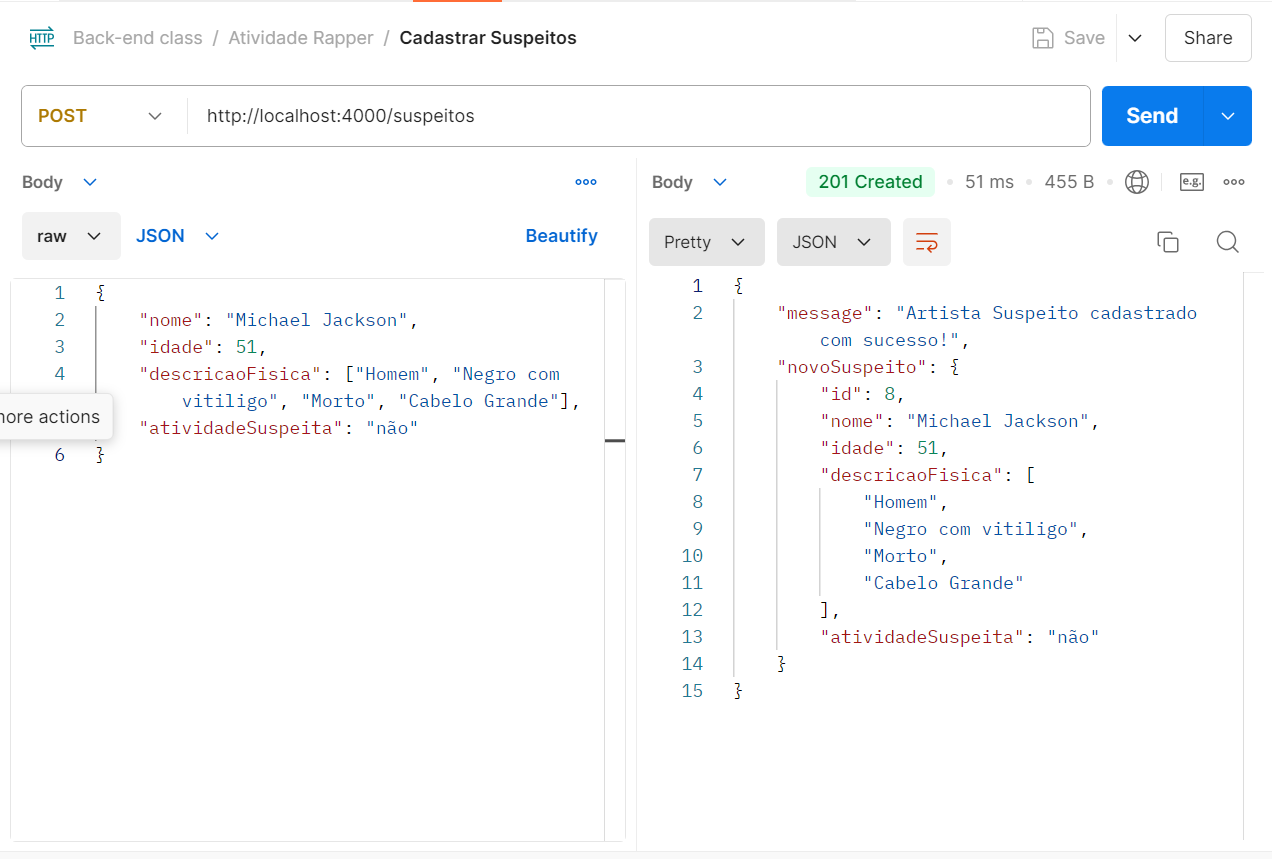 HTTP Back-end class / Atividade Rapper / Cadastrar Suspeitos Save Share
POST http://localhost:4000/suspeitos Send
Body
raw JSON Beautify
1 {
2 "nome": "Michael Jackson",
3 "idade": 51,
4 "descricaoFisica": ["Homem", "Negro com
vitiligo", "Morto", "Cabelo Grande"],
more actions
"atividadeSuspeita": "não"
6 }
Body 201 Created 51 ms 455 B e.g.
Pretty JSON
1 {
2 "message": "Artista Suspeito cadastrado
com sucesso!",
3 "novoSuspeito": {
4 "id": 8,
5 "nome": "Michael Jackson",
6 "idade": 51,
7 "descricaoFisica": [
8 "Homem",
9 "Negro com vitiligo",
10 "Morto",
11 "Cabelo Grande"
12 ],
13 "atividadeSuspeita": "não"
14 }
15 }